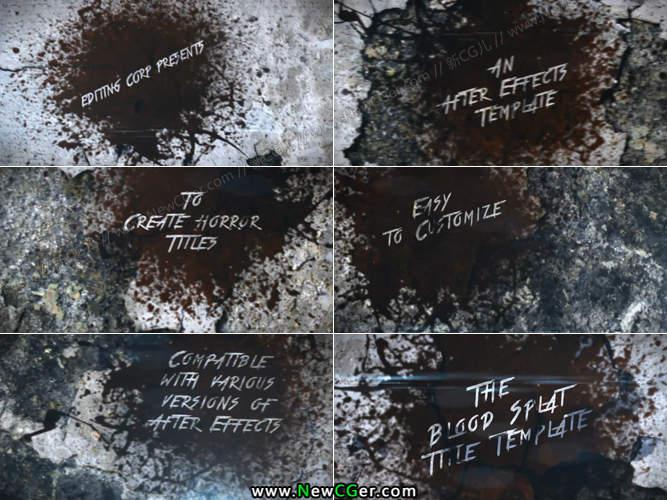 EDITING CORP PRESENTS
AN
AFTER EFFECTS
TEMPLATE
TO
CREATE HORROR
TITLES
EASY
TO CUSTOMIZE
COMPATIBLE
WITH VARIOUS
VERSIONS OF
AFTER EFFECTS
THE
BLOOD SPLAT
TITLE TEMPLATE
www.NewCGer.com